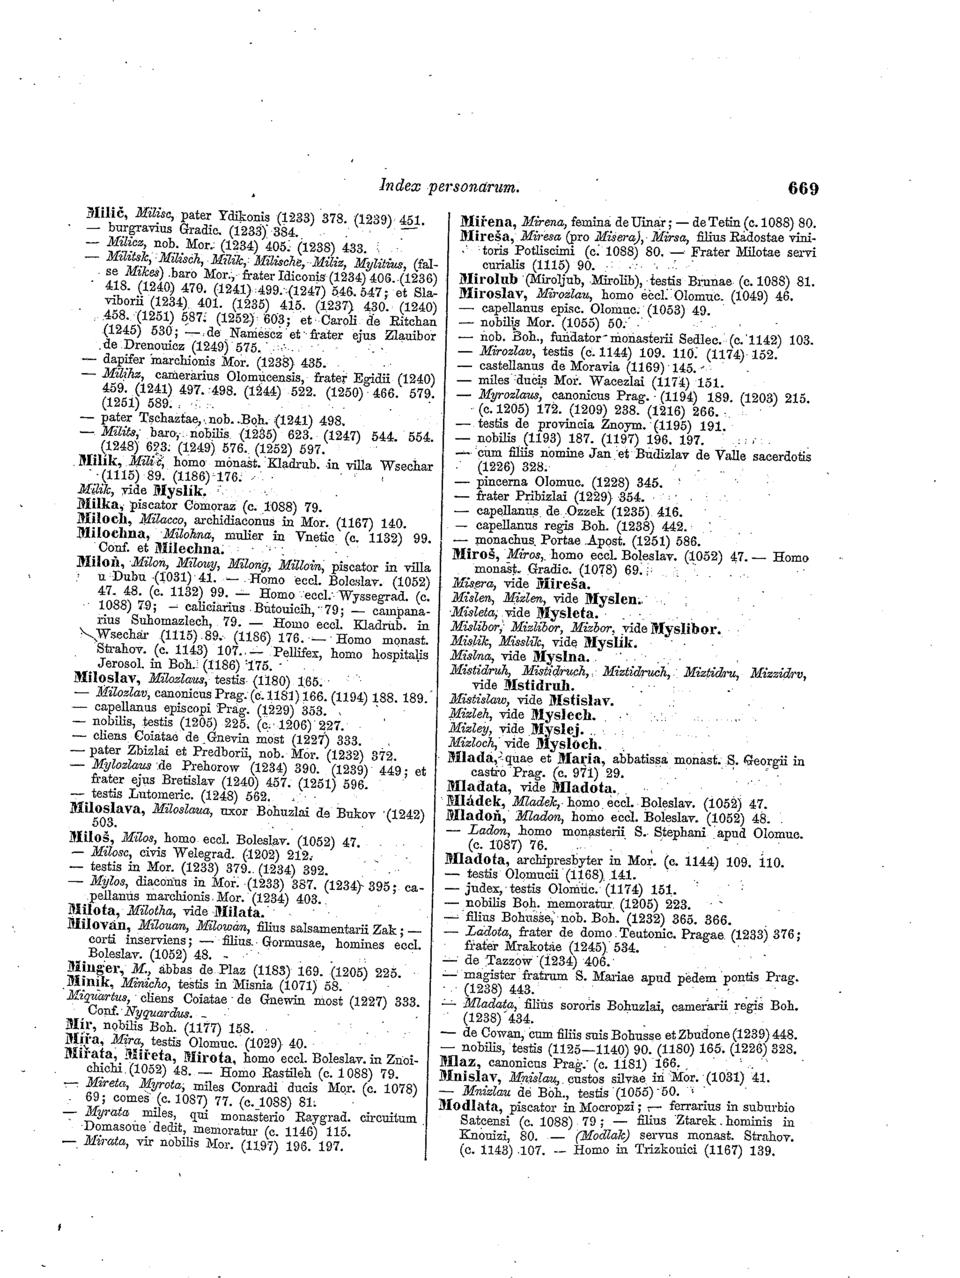 Index personarum. 669
Milič, Milisc, pater Ydikonis (1233) 378. (1239) 451.
— burgravius Gradic. (1233) 384.
— Milicz, nob. Mor. (1234) 405. (1238) 433.
— Militsk, Milisch, Milik, Milische, Miliz, Mylitius, (fal-
se Mikes) baro Mor., frater Idiconis (1234) 406. (1236)
418. (1240) 479. (1241) 499. (1247) 546. 547; et Sla-
viborii (1234) 401. (1235) 415. (1237) 430. (1240)
458. (1251) 587. (1252) 603; et Caroli de Ritchan
(1245) 530; — de Namescz et frater ejus Zlauibor
de Drenouicz (1249) 575.
— dapifer marchionis Mor. (1238) 435.
— Milihz, camerarius Olomucensis, frater Egidii (1240)
459. (1241) 497. 498. (1244) 522. (1250) 466. 579.
(1251) 589.
— pater Tschaztae, nob. Boh. (1241) 498.
— Milits, baro, nobilis (1235) 623. (1247) 544. 554.
(1248) 623. (1249) 576. (1252) 597.
Milík, Milič, homo monast. Kladrub. in villa Wsechar
(1115) 89. (1186) 176.
Milik, vide Myslík.
Milka, piscator Comoraz (c. 1088) 79.
Miloch, Milacco, archidiaconus in Mor. (1167) 140.
Milochna, Milohna, mulier in Vnetic (c. 1132) 99.
Conf. et Milechna.
Miloň, Milon, Milowy, Milong, Milloin, piscator in villa
u Dubu (1031) 41. — Homo eccl. Boleslav. (1052)
47. 48. (c. 1132) 99. — Homo eccl. Wyssegrad. (c.
1088) 79; — caliciarius Butouicih, 79; — campana-
rius Suhomazlech, 79. — Homo eccl. Kladrub. in
Wsechár (1115) 89. (1186) 176. — Homo monast.
Strahov. (c. 1143) 107. — Pellifex, homo hospitalis
Jerosol. in Boh. (1186) 175.
Miloslav, Milozlaus, testis (1180) 165.
— Milozlav, canonicus Prag. (c. 1181) 166. (1194) 188. 189.
— capellanus episcopi Prag. (1229) 353.
— nobilis, testis (1205) 225. (c. 1206) 227.
— cliens Coiatae de Gnevin most (1227) 333.
— pater Zbizlai et Predborii, nob. Mor. (1232) 372.
— Mylozlaus de Prehorow (1234) 390. (1239) 449; et
frater ejus Bretislav (1240) 457. (1251) 596.
— testis Lutomeric. (1248) 562.
Miloslava, Miloslaua, uxor Bohuzlai de Bukov (1242)
503.
Miloš, Milos, homo eccl. Boleslav. (1052) 47.
— Milosc, civis Welegrad. (1202) 212.
— testis in Mor. (1233) 379. (1234) 392.
— Mylos, diaconus in Mor. (1233) 387. (1234) 395; ca-
pellanus marchionis Mor. (1234) 403.
Milota, Milotha, vide Milata.
Milovan, Milouan, Milowan, filius salsamentarii Zak; —
corti inserviens; — filius Gormusae, homines eccl.
Boleslav. (1052) 48.
Minger, M., abbas de Plaz (1183) 169. (1205) 225.
Miník, Minicho, testis in Misnia (1071) 58.
Miquartus, cliens Coiatae de Gnewin most (1227) 333.
Conf. Nyquardus.
Mír, nobilis Boh. (1177) 158.
Míra, Mira, testis Olomuc. (1029) 40.
Mirata, Mireta, Mirota, homo eccl. Boleslav. in Znoi-
chichi (1052) 48. — Homo Rastileh (c. 1088) 79.
— Mireta, Myrota, miles Conradi ducis Mor. (c. 1078)
69; comes (c. 1087) 77. (c. 1088) 81.
— Myrata miles, qui monasterio Raygrad. circuitum
Domasoue dedit, memoratur (c. 1146) 115.
— Mirata, vir nobilis Mor. (1197) 196. 197.
Miřena, Mirena, femina de Uinar; — de Tetin (c. 1088) 80.
Mireša, Miresa (pro Misera), Mirsa, filius Radostae vini-
toris Potliscimi (c. 1088) 80. — Frater Milotae servi
curialis (1115) 90.
Mirolub (Miroljub, Mirolib), testis Brunae (c. 1088) 81.
Miroslav, Mirozlau, homo eccl. Olomuc. (1049) 46.
— capellanus episc. Olomuc. (1053) 49.
— nobilis Mor. (1055) 50.
— nob. Boh., fundator monasterii Sedlec. (c. 1142) 103.
— Mirozlav, testis (c. 1144) 109. 110. (1174) 152.
— castellanus de Moravia (1169) 145.
— miles ducis Mor. Wacezlai (1174) 151.
— Myrozlaus, canonicus Prag. (1194) 189. (1203) 215.
(c. 1205) 172. (1209) 238. (1216) 266.
— testis de provincia Znoym. (1195) 191.
— nobilis (1193) 187. (1197) 196. 197.
— cum filiis nomine Jan et Budizlav de Valle sacerdotis
(1226) 328.
— pincerna Olomuc. (1228) 345.
— frater Pribizlai (1229) 354.
— capellanus de Ozzek (1235) 416.
— capellanus regis Boh. (1238) 442.
— monachus Portae Apost. (1251) 586.
Miroš, Miros, homo eccl. Boleslav. (1052) 47. — Homo
monast. Gradic. (1078) 69.
Misera, vide Mireša.
Mislen, Mizlen, vide Myslen.
Misleta, vide Mysleta.
Mislibor, Mizlibor, Mizbor, vide Myslibor.
Mislik, Misslik, vide Myslík.
Mislna, vide Myslna.
Mistidruh, Mistidruch, Miztidruch, Miztidru, Mizzidrv,
vide Mstidruh.
Mistislaw, vide Mstislav.
Mizleh, vide Myslech.
Mizley, vide Myslej.
Mizloch, vide Mysloch.
Mlada, quae et Maria, abbatissa monast. S. Georgii in
castro Prag. (c. 971) 29.
Mladata, vide Mladota.
Mládek, Mladek, homo eccl. Boleslav. (1052) 47.
Mladoň, Mladon, homo eccl. Boleslav. (1052) 48.
— Ladon, homo monasterii S. Stephani apud Olomuc.
(c. 1087) 76.
Mladota, archipresbyter in Mor. (c. 1144) 109. 110.
— testis Olomucii (1168) 141.
— judex, testis Olomuc. (1174) 151.
— nobilis Boh. memoratur (1205) 223.
— filius Bohusse, nob. Boh. (1232) 365. 366.
— Ladota, frater de domo Teutonic. Pragae (1233) 376;
frater Mrakotae (1245) 534.
— de Tazzow (1234) 406.
— magister fratrum S. Mariae apud pedem pontis Prag.
(1238) 443.
— Mladata, filius sororis Bohuzlai, camerarii regis Boh.
(1238) 434.
— de Cowan, cum filiis suis Bohusse et Zbudone (1239) 448.
— nobilis, testis (1125—1140) 90. (1180) 165. (1226) 328.
Mlaz, canonicus Prag. (c. 1181) 166.
Mnislav, Mnislau, custos silvae in Mor. (1031) 41.
— Mnizlau de Boh., testis (1055) 50.
Modlata, piscator in Mocropzi; — ferrarius in suburbio
Satcensi (c. 1088) 79; — filius Ztarek hominis in
Knouizi, 80. — (Modlak) servus monast. Strahov.
(c. 1143) 107. — Homo in Trizkouici (1167) 139.